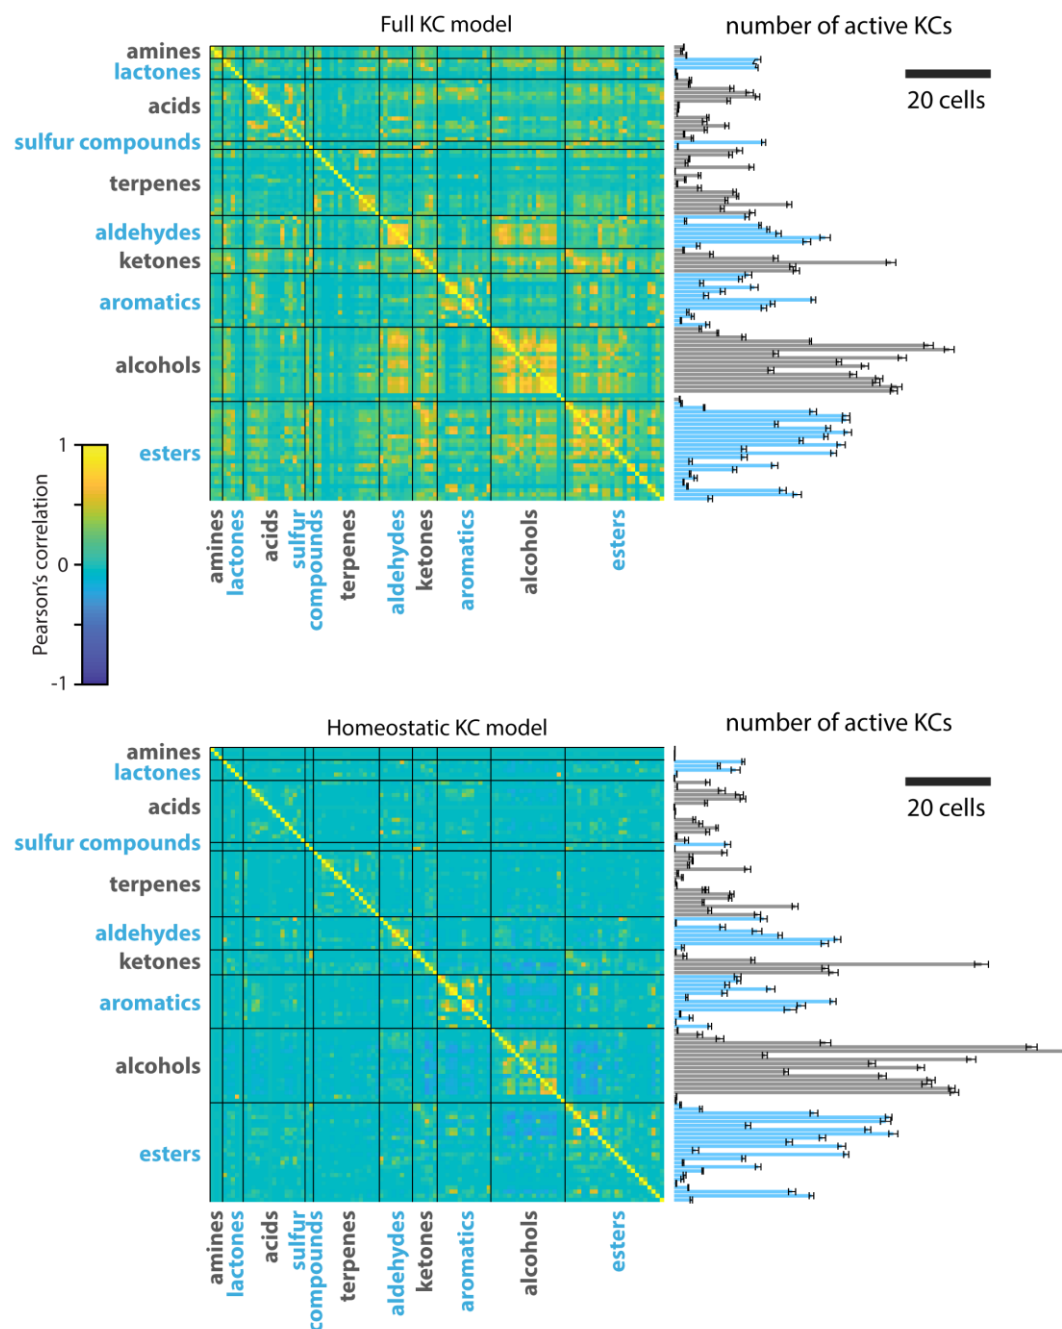 Full KC model
number of active KCs
amines
lactones
acids
sulfur compounds
terpenes
aldehydes
ketones
aromatics
alcohols
esters
20 cells
1
0
-1
Pearson's correlation
amines
lactones
acids
sulfur
compounds
terpenes
aldehydes
ketones
aromatics
alcohols
esters
Homeostatic KC model
number of active KCs
amines
lactones
acids
sulfur compounds
terpenes
aldehydes
ketones
aromatics
alcohols
esters
20 cells
amines
lactones
acids
sulfur
compounds
terpenes
aldehydes
ketones
aromatics
alcohols
esters